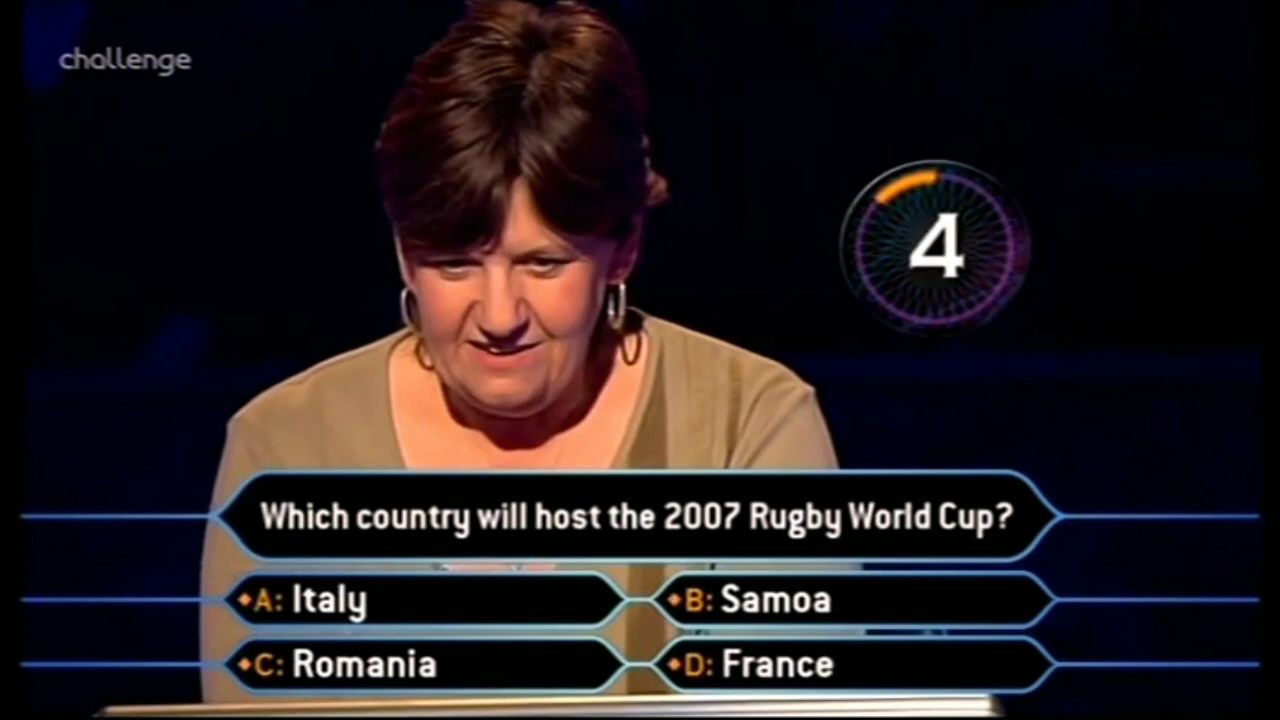 challenge
4
Which country will host the 2007 Rugby World Cup?
A: Italy
B: Samoa
C: Romania
D: France